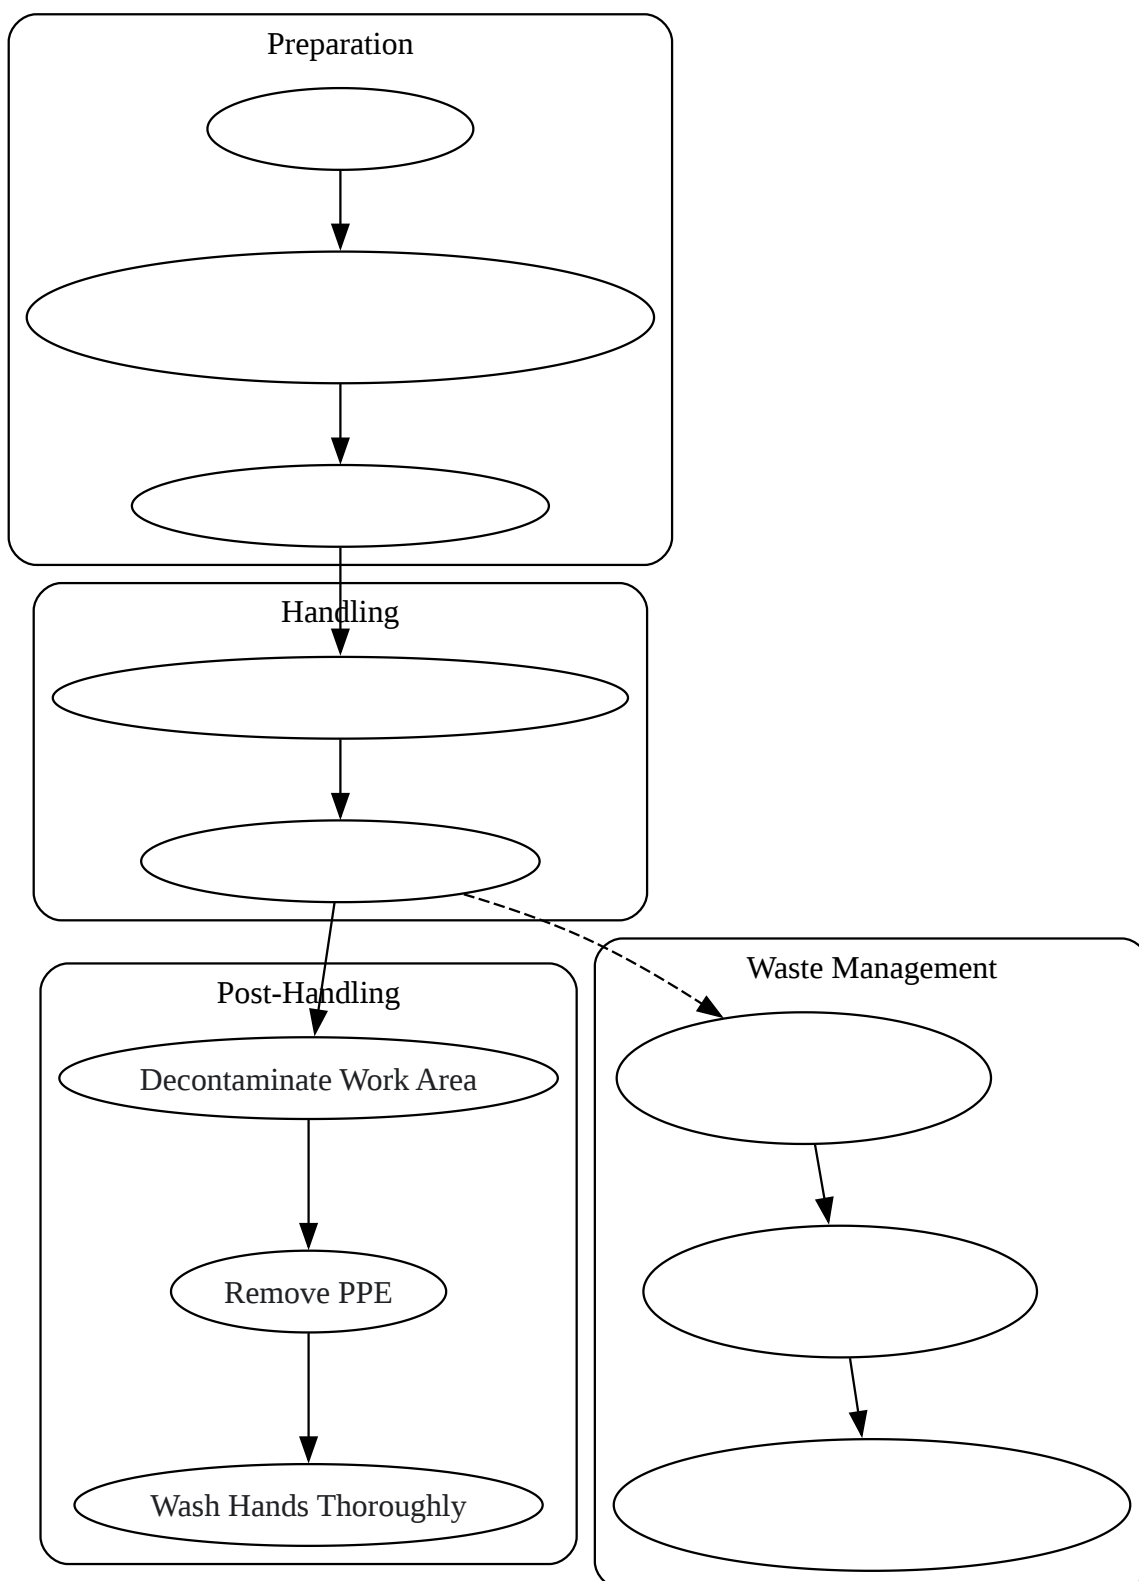 Preparation
Handling
Post-Handling
Waste Management
Decontaminate Work Area
Remove PPE
Wash Hands Thoroughly